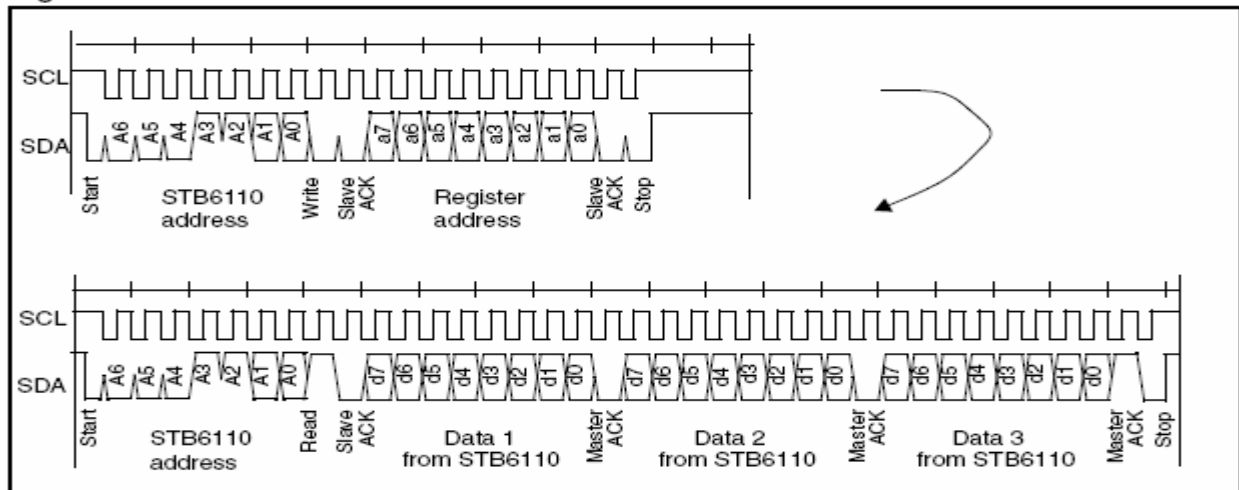 SCL
A6 A5 A4 A3 A2 A1 A0 a7 a6 a5 a4 a3 a2 a1 a0
SDA
Start STB6110 address Write Slave ACK Register address Slave ACK Stop
SCL
A6 A5 A4 A3 A2 A1 A0 d7 d6 d5 d4 d3 d2 d1 d0 d7 d6 d5 d4 d3 d2 d1 d0 d7 d6 d5 d4 d3 d2 d1 d0
SDA
Start STB6110 address Read Slave ACK Data 1 from STB6110 Master ACK Data 2 from STB6110 Master ACK Data 3 from STB6110 Master ACK Stop